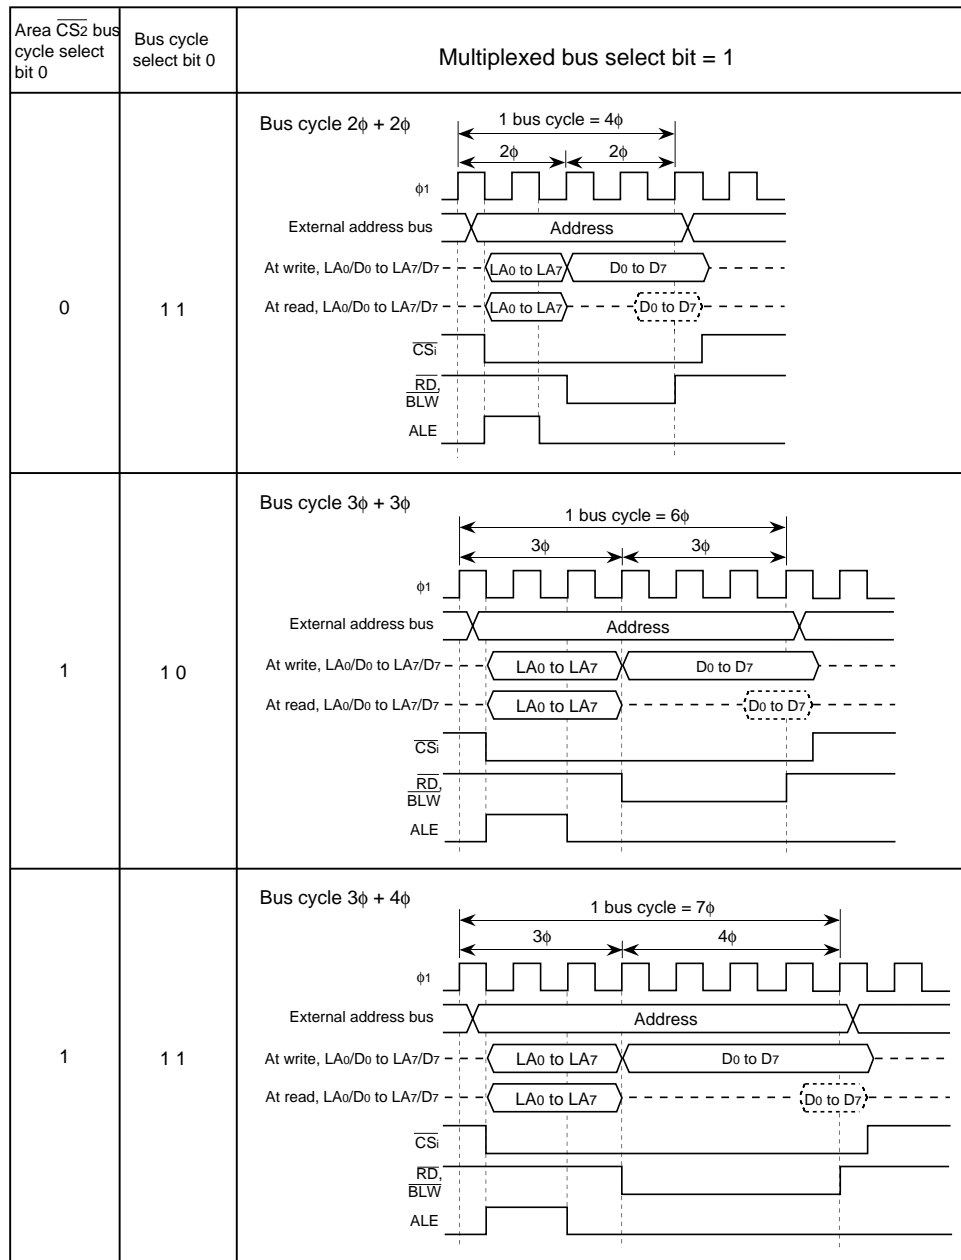 Area CS2 bus
cycle select
bit 0
Bus cycle
select bit 0
Multiplexed bus select bit = 1
0
1 1
Bus cycle 2ϕ + 2ϕ
1 bus cycle = 4ϕ
2ϕ 2ϕ
ϕ1
External address bus Address
At write, LA0/D0 to LA7/D7 LA0 to LA7 D0 to D7
At read, LA0/D0 to LA7/D7 LA0 to LA7 D0 to D7
CSi
RD,
BLW
ALE
1
1 0
Bus cycle 3ϕ + 3ϕ
1 bus cycle = 6ϕ
3ϕ 3ϕ
ϕ1
External address bus Address
At write, LA0/D0 to LA7/D7 LA0 to LA7 D0 to D7
At read, LA0/D0 to LA7/D7 LA0 to LA7 D0 to D7
CSi
RD,
BLW
ALE
1
1 1
Bus cycle 3ϕ + 4ϕ
1 bus cycle = 7ϕ
3ϕ 4ϕ
ϕ1
External address bus Address
At write, LA0/D0 to LA7/D7 LA0 to LA7 D0 to D7
At read, LA0/D0 to LA7/D7 LA0 to LA7 D0 to D7
CSi
RD,
BLW
ALE